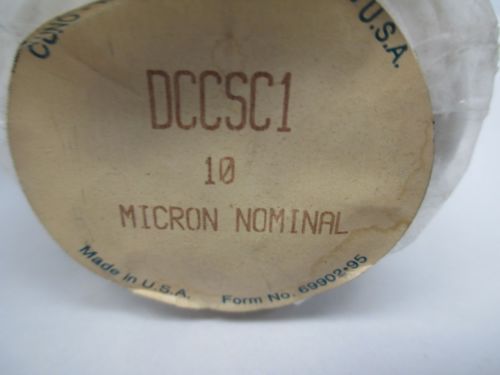 U.S.A.
DCCSC1
10
MICRON NOMINAL
Made in U.S.A. Form No. 69902•95